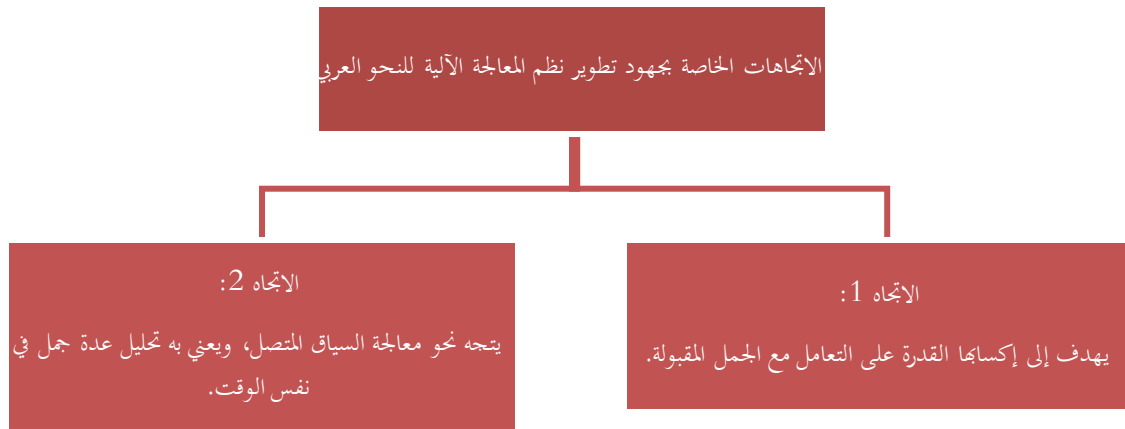 الاتجاهات الخاصة بجهود تطوير نظم المعالجة الآلية للنحو العربي
الاتجاه 1:
يهدف إلى إكسابها القدرة على التعامل مع الجمل المقبولة.
الاتجاه 2:
يتجه نحو معالجة السياق المتصل، ويعني به تحليل عدة جمل في
نفس الوقت.